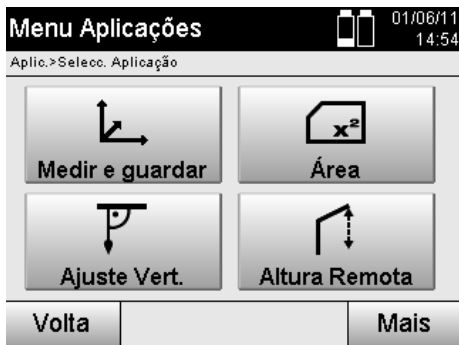 Menu Aplicações
01/06/11
14:54
Aplic.>Selecc. Aplicação
Medir e guardar
x²
Área
Ajuste Vert.
Altura Remota
Volta
Mais